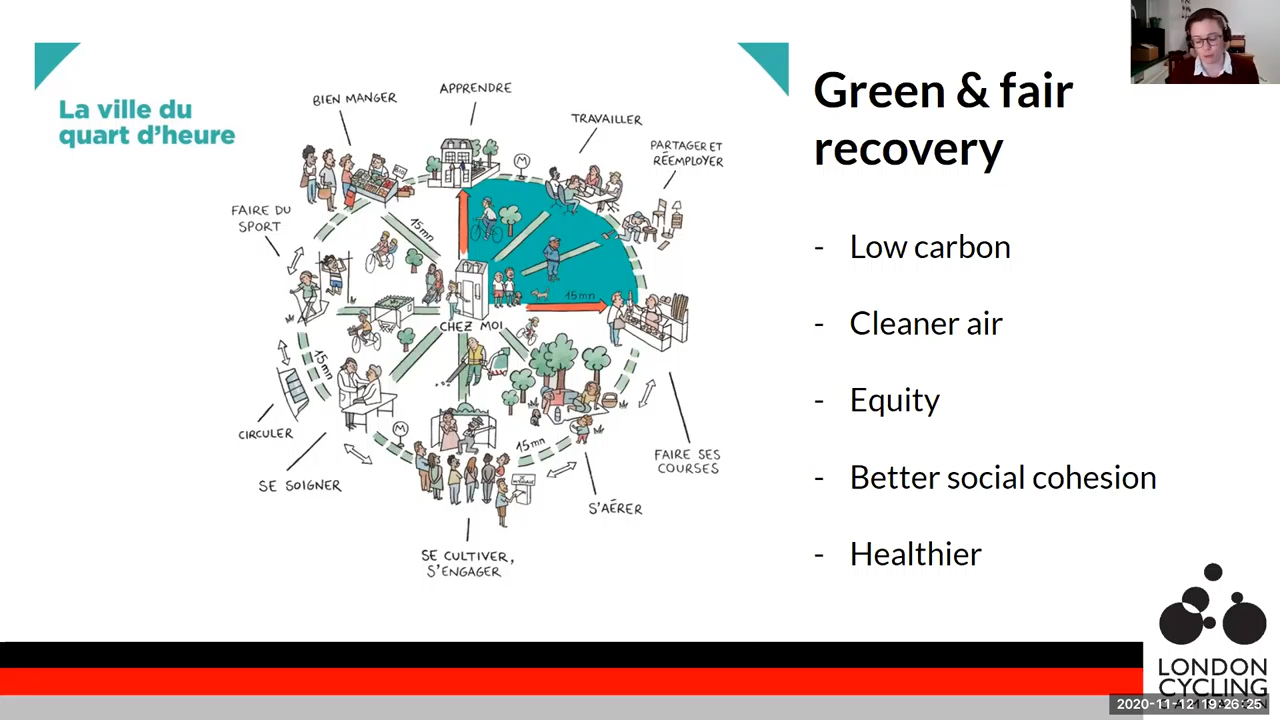 La ville du
quart d'heure
BIEN MANGER
APPRENDRE
TRAVAILLER
PARTAGER ET
RÉEMPLOYER
FAIRE DU
SPORT
15mn
15mn
CHEZ MOI
15mn
CIRCULER
SE SOIGNER
15mn
FAIRE SES
COURSES
S'AÉRER
SE CULTIVER,
S'ENGAGER
M
M
Green & fair
recovery
- Low carbon
- Cleaner air
- Equity
- Better social cohesion
- Healthier
LONDON
CYCLING
CAMPAIGN
2020-11-12 19:26:25